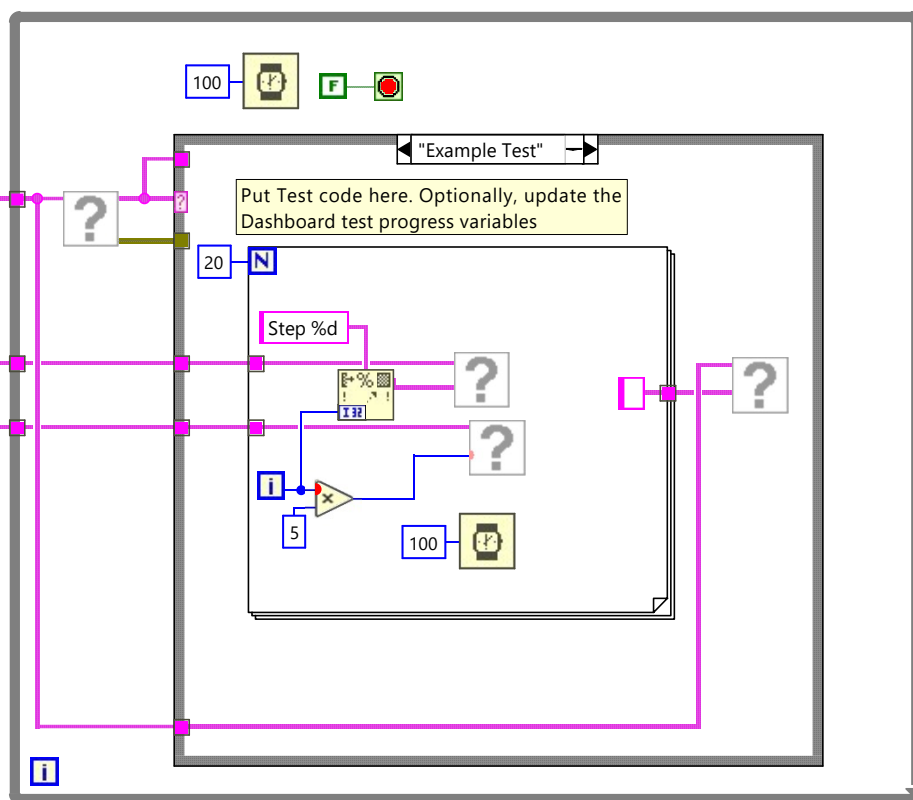 100
F
"Example Test"
?
Put Test code here. Optionally, update the
Dashboard test progress variables
?
20
N
Step %d
?
?
%
! !
I32
?
i
×
5
100
i